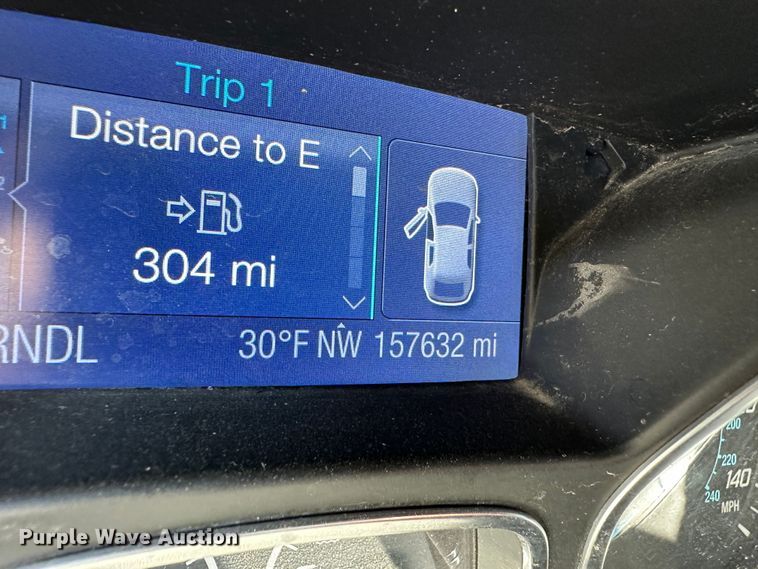 Trip 1
Distance to E
304 mi
RNDL 30°F NW 157632 mi
200
220
240
140
MPH
Purple Wave Auction